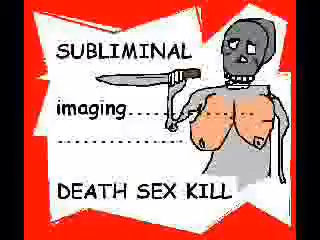 SUBLIMINAL
imaging..................
....................
DEATH SEX KILL